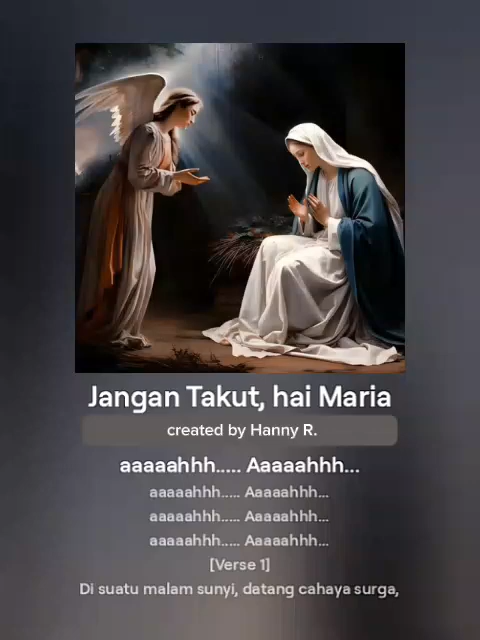 Jangan Takut, hai Maria
created by Hanny R.
aaaaahhh..... Aaaaahhh...
aaaaahhh..... Aaaaahhh...
aaaaahhh..... Aaaaahhh...
aaaaahhh..... Aaaaahhh...
[Verse 1]
Di suatu malam sunyi, datang cahaya surga,